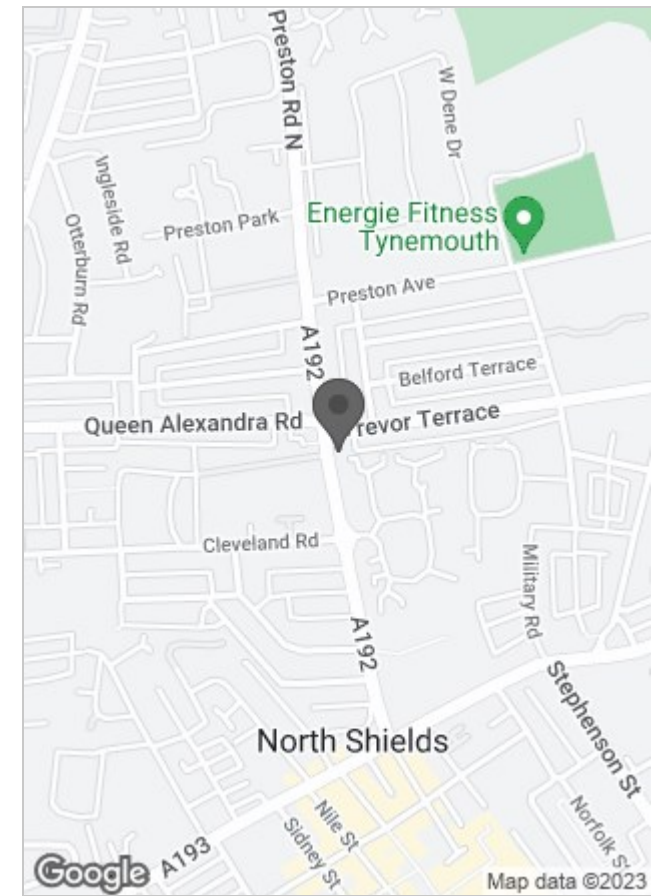 Preston Rd N
W Dene Dr
Ingleside Rd
Otterburn Rd
Preston Park
Energie Fitness
Tynemouth
Preston Ave
A192
Belford Terrace
Queen Alexandra Rd
Trevor Terrace
Cleveland Rd
Military Rd
A192
Stephenson St
North Shields
Nile St
Sidney St
Norfolk St
A193
Google
Map data ©2023